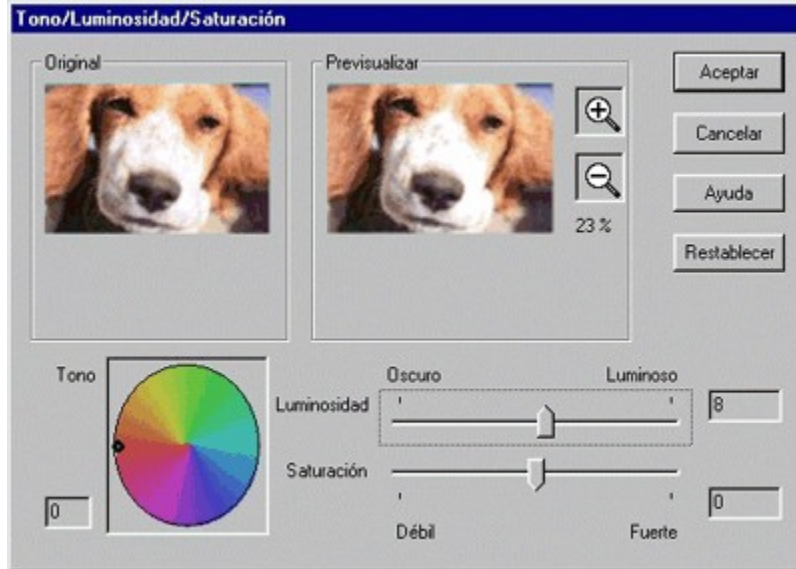 Tono/Luminosidad/Saturación
Original
Previsualizar
Aceptar
Cancelar
Ayuda
23 %
Restablecer
Tono
Oscuro
Luminoso
Luminosidad
8
Saturación
0
0
Débil
Fuerte